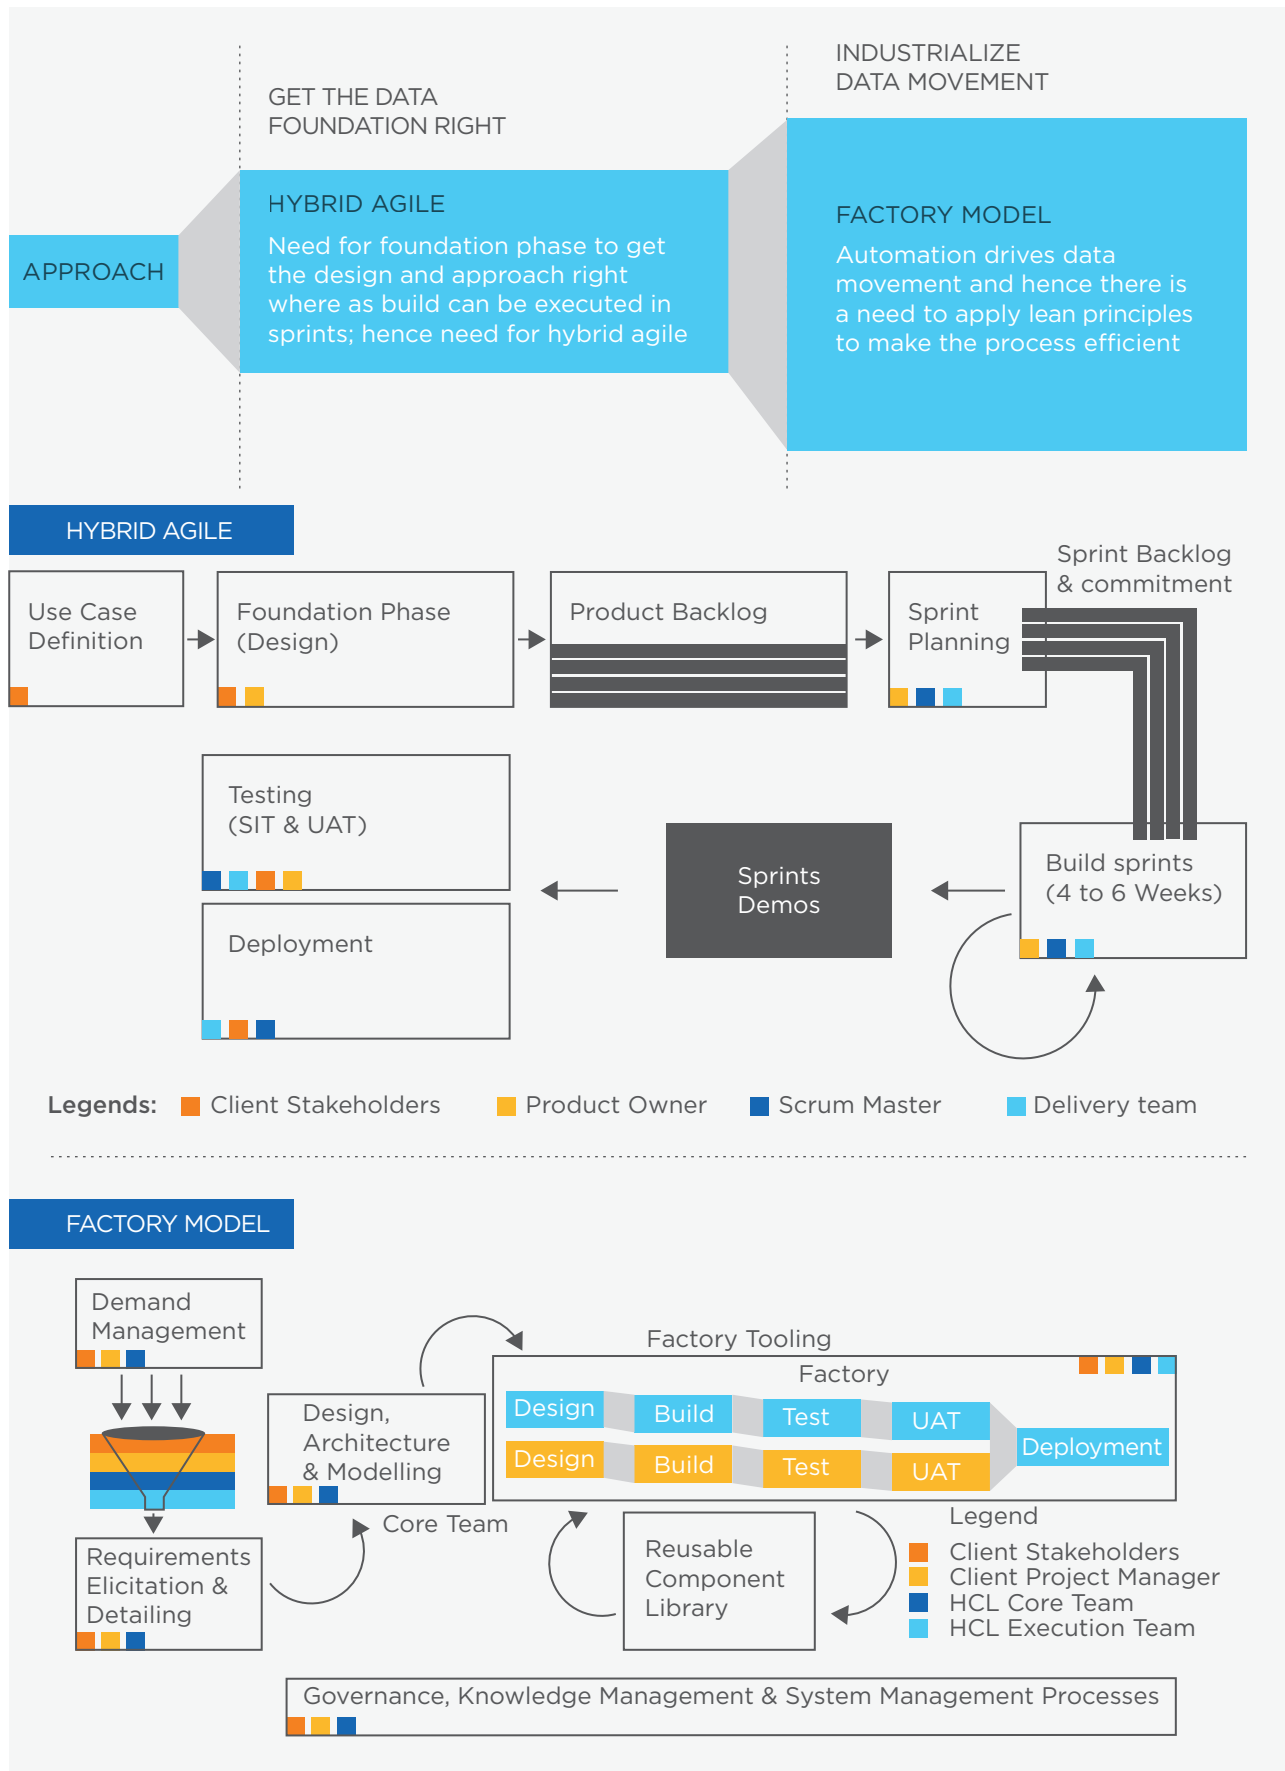 INDUSTRIALIZE
DATA MOVEMENT
GET THE DATA
FOUNDATION RIGHT
APPROACH
HYBRID AGILE
Need for foundation phase to get
the design and approach right
where as build can be executed in
sprints; hence need for hybrid agile
FACTORY MODEL
Automation drives data
movement and hence there is
a need to apply lean principles
to make the process efficient
HYBRID AGILE
Use Case
Definition
Foundation Phase
(Design)
Product Backlog
Sprint
Planning
Sprint Backlog
& commitment
Build sprints
(4 to 6 Weeks)
Sprints
Demos
Testing
(SIT & UAT)
Deployment
Legends:
Client Stakeholders
Product Owner
Scrum Master
Delivery team
FACTORY MODEL
Demand
Management
Requirements
Elicitation &
Detailing
Design,
Architecture
& Modelling
Core Team
Factory Tooling
Factory
Design
Build
Test
UAT
Design
Build
Test
UAT
Deployment
Reusable
Component
Library
Legend
Client Stakeholders
Client Project Manager
HCL Core Team
HCL Execution Team
Governance, Knowledge Management & System Management Processes